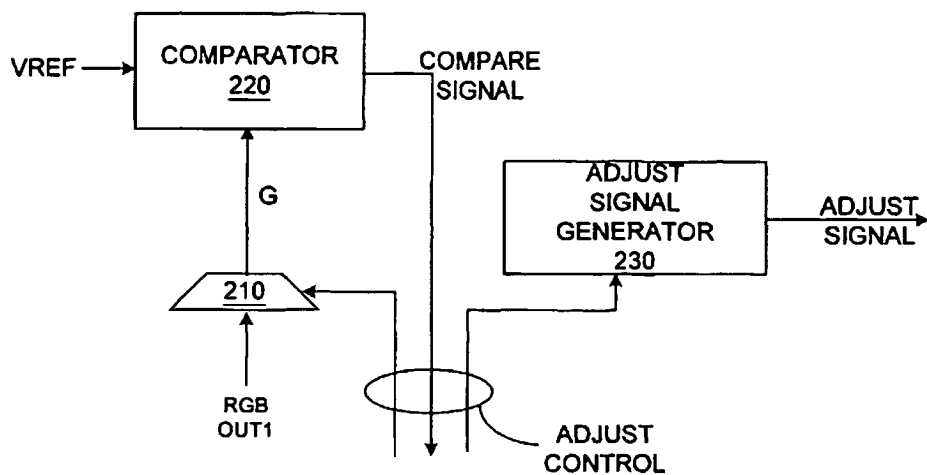 VREF
COMPARATOR
220
COMPARE
SIGNAL
G
ADJUST
SIGNAL
GENERATOR
230
ADJUST
SIGNAL
210
RGB
OUT1
ADJUST
CONTROL